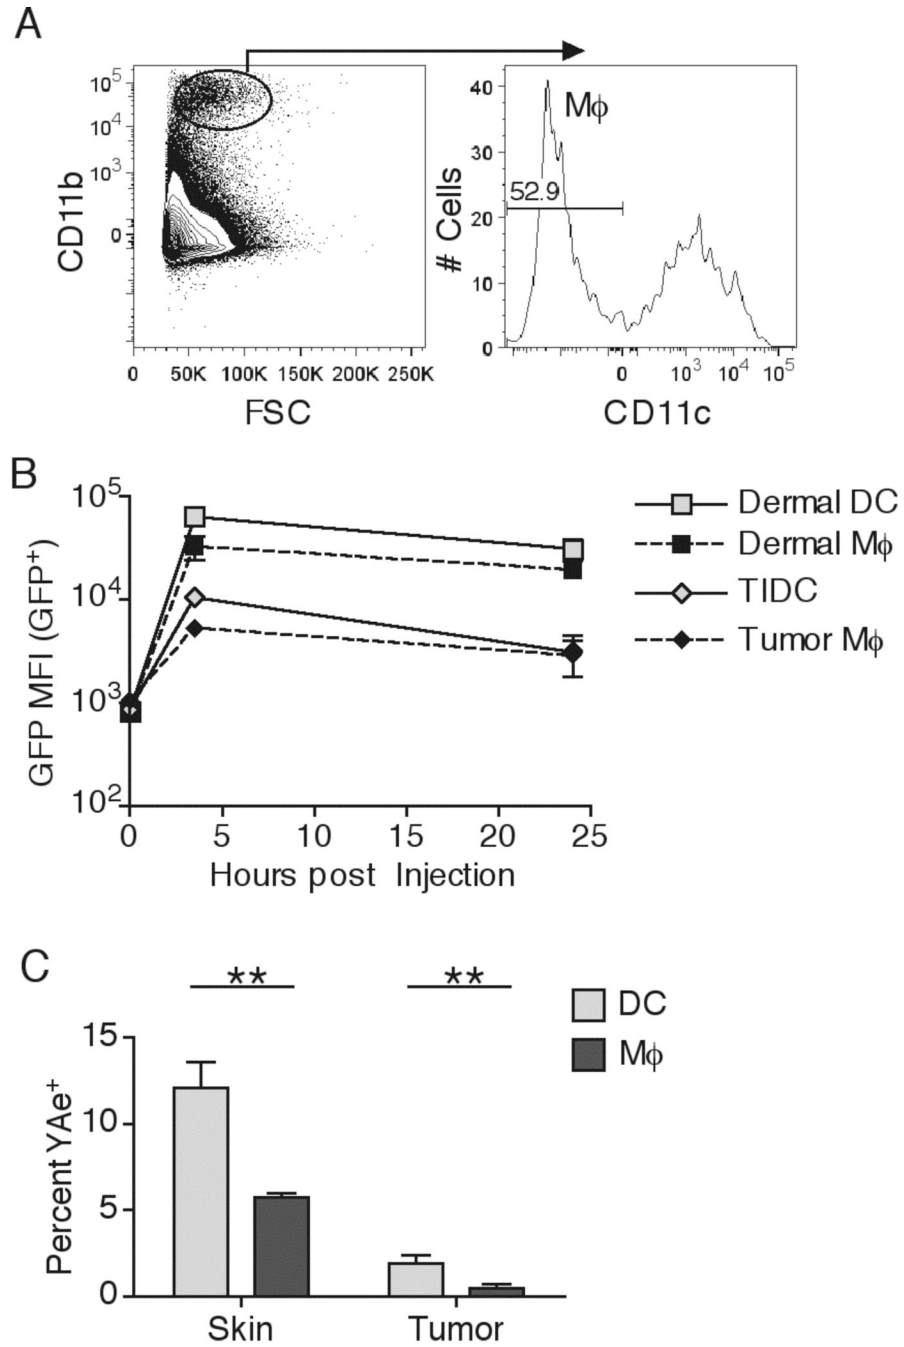 A
CD11b
10⁵
10⁴
10³
0
0 50K 100K 150K 200K 250K
FSC
# Cells
40
30
20
10
0
Mϕ
52.9
0 10³ 10⁴ 10⁵
CD11c
B
GFP MFI (GFP⁺)
10⁵
10⁴
10³
10²
0 5 10 15 20 25
Hours post Injection
Dermal DC
Dermal Mϕ
TIDC
Tumor Mϕ
C
** **
DC
Mϕ
Percent YAe⁺
15
10
5
0
Skin Tumor